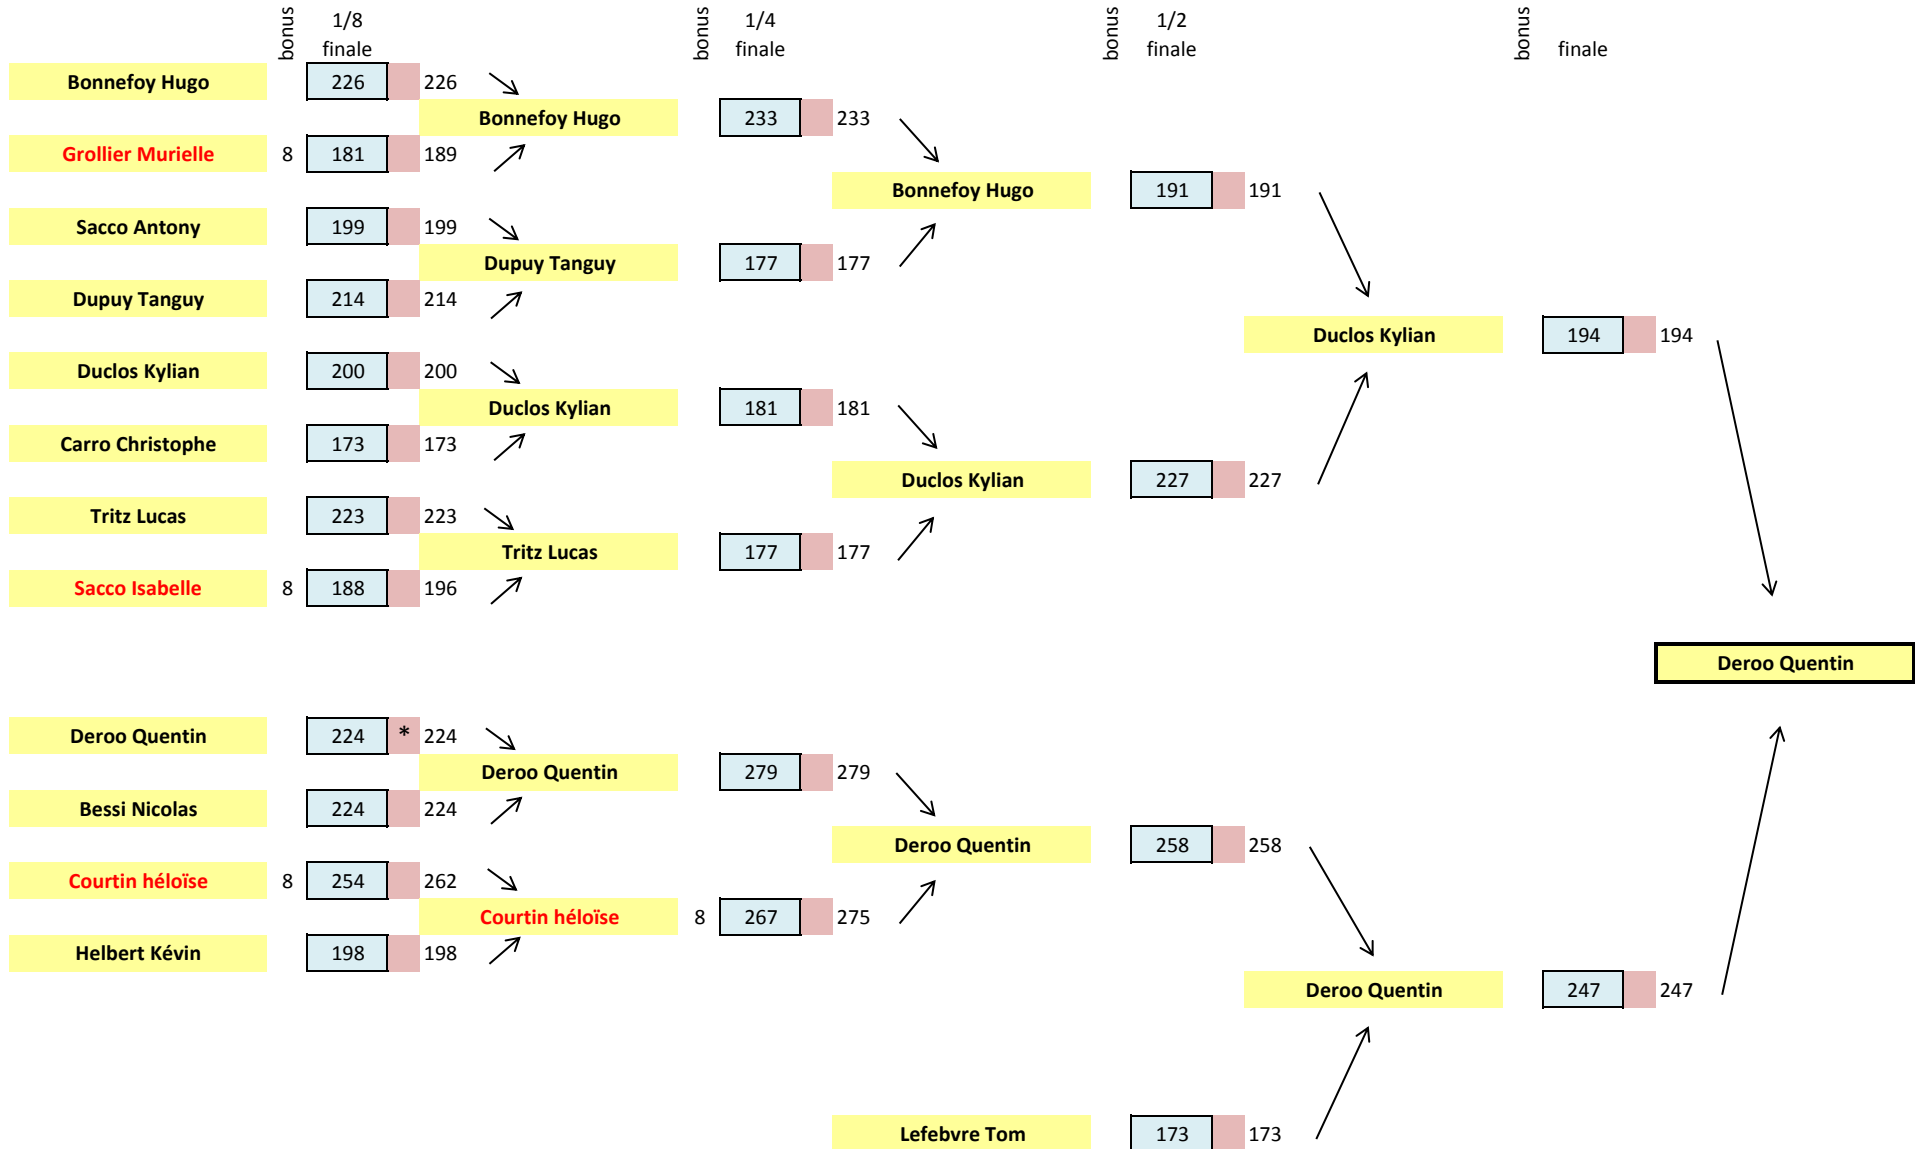 bonus 1/8 finale bonus 1/4 finale bonus 1/2 finale bonus finale
Bonnefoy Hugo 226 226
Bonnefoy Hugo 233 233
Grollier Murielle 8 181 189
Bonnefoy Hugo 191 191
Sacco Antony 199 199
Dupuy Tanguy 177 177
Dupuy Tanguy 214 214
Duclos Kylian 194 194
Duclos Kylian 200 200
Duclos Kylian 181 181
Carro Christophe 173 173
Duclos Kylian 227 227
Tritz Lucas 223 223
Tritz Lucas 177 177
Sacco Isabelle 8 188 196
Deroo Quentin
Deroo Quentin 224 * 224
Deroo Quentin 279 279
Bessi Nicolas 224 224
Deroo Quentin 258 258
Courtin héloïse 8 254 262
Courtin héloïse 8 267 275
Helbert Kévin 198 198
Deroo Quentin 247 247
Lefebvre Tom 173 173